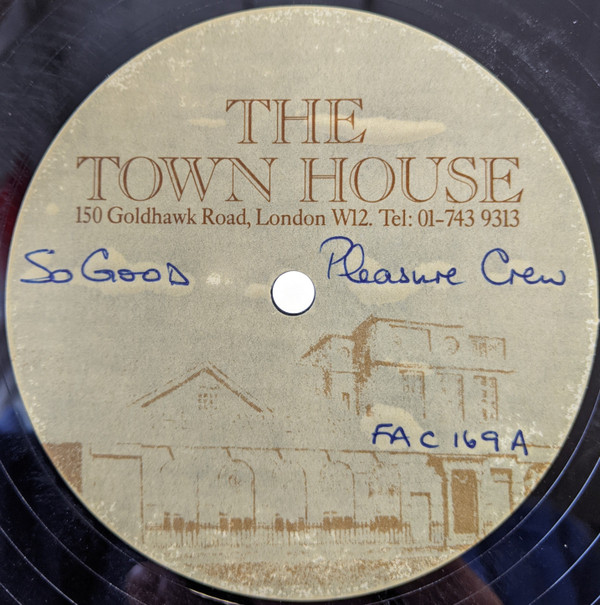 THE
TOWN HOUSE
150 Goldhawk Road, London W12. Tel: 01-743 9313
So Good Pleasure Crew
FAC 169 A